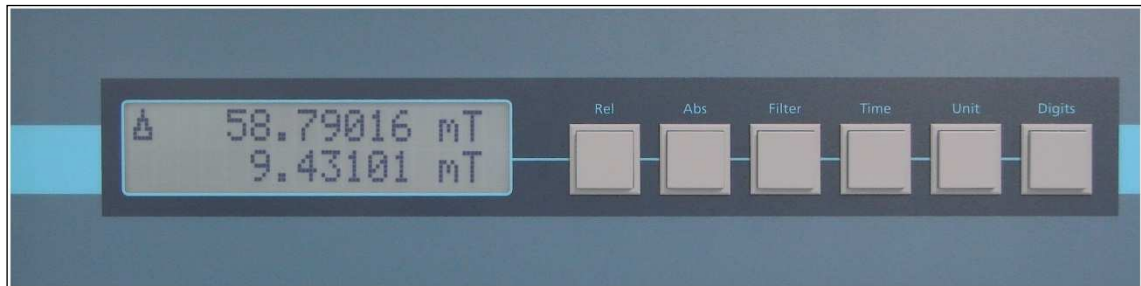 Δ 58.79016 mT
9.43101 mT
Rel Abs Filter Time Unit Digits